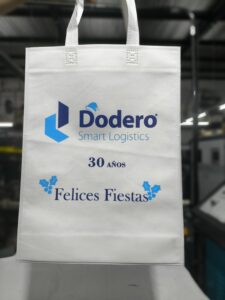 Dodero
Smart Logistics
30 AÑOS
Felices Fiestas